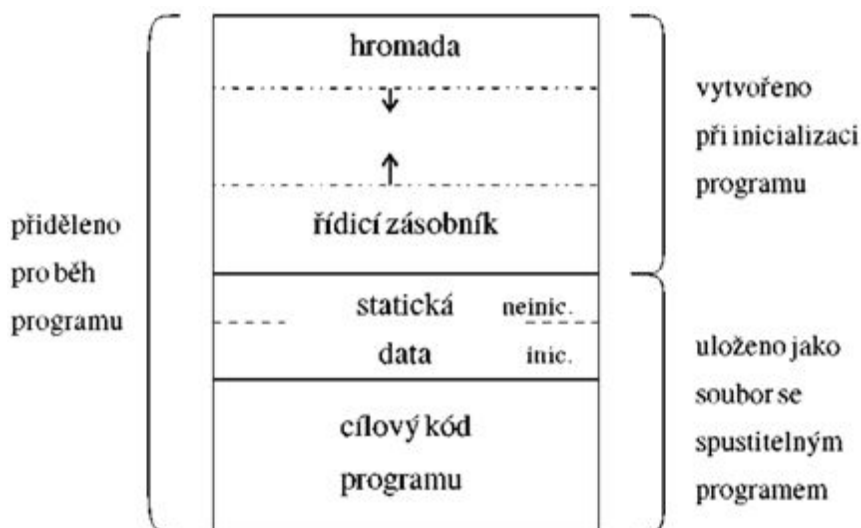 hromada
řídicí zásobník
statická
neinic.
data
inic.
cílový kód
programu
přiděleno
pro běh
programu
vytvořeno
při inicializaci
programu
uloženo jako
soubor se
spustitelným
programem